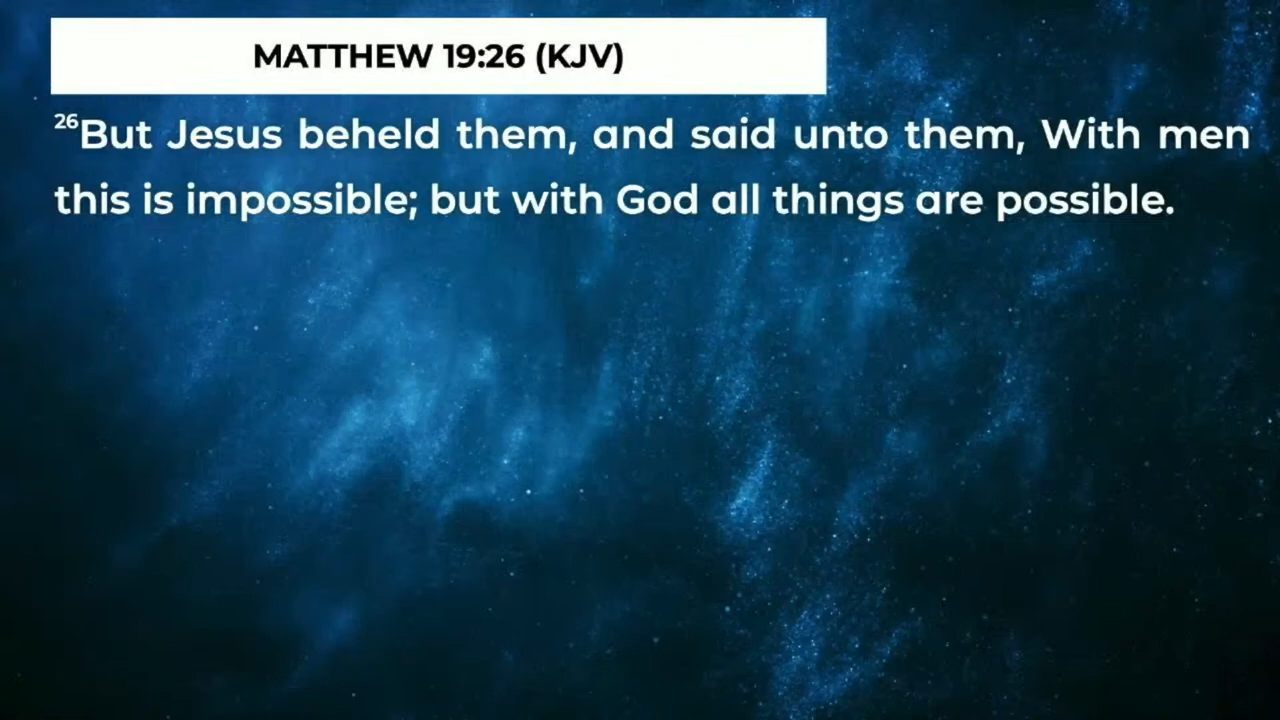 MATTHEW 19:26 (KJV)
26But Jesus beheld them, and said unto them, With men
this is impossible; but with God all things are possible.